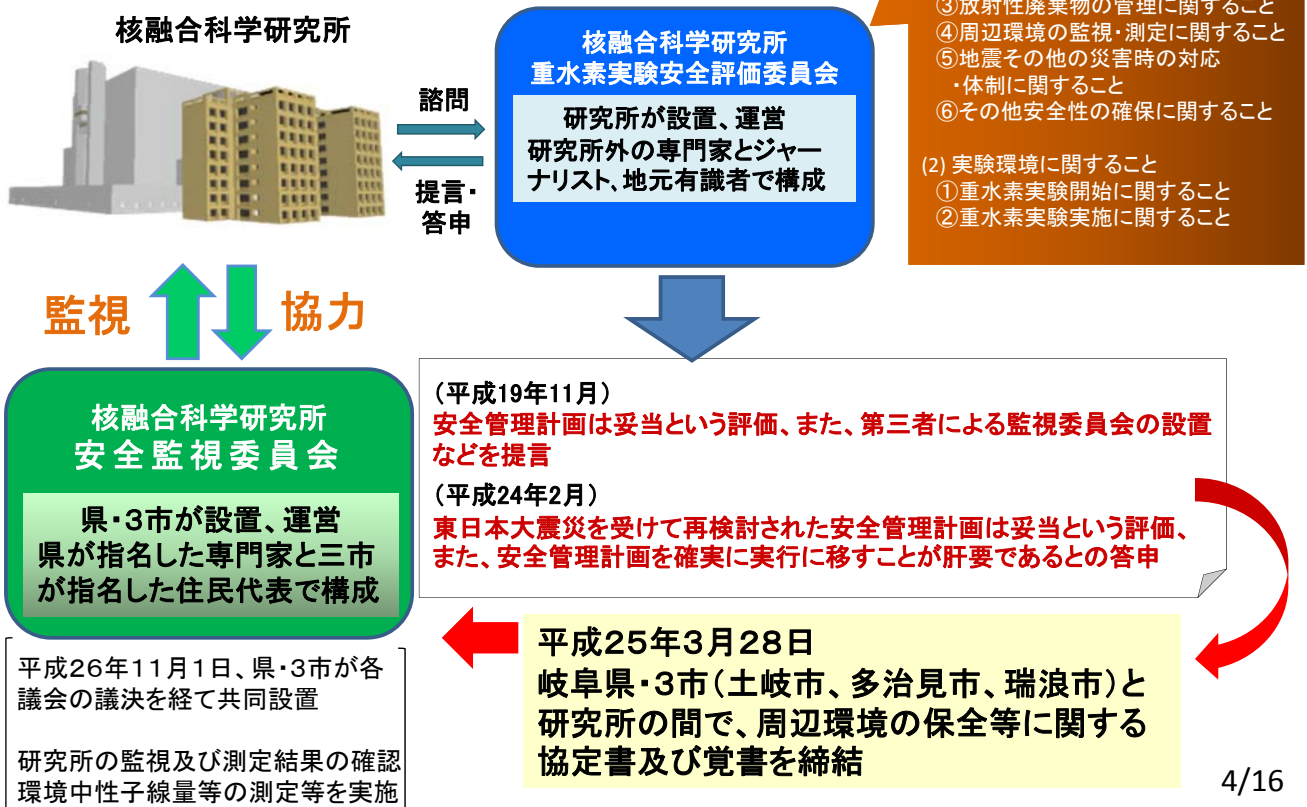 核融合科学研究所
諮問
提言・
答申
核融合科学研究所
重水素実験安全評価委員会
研究所が設置、運営
研究所外の専門家とジャー
ナリスト、地元有識者で構成
③放射性廃棄物の管理に関すること
④周辺環境の監視・測定に関すること
⑤地震その他の災害時の対応
・体制に関すること
⑥その他安全性の確保に関すること
(2) 実験環境に関すること
①重水素実験開始に関すること
②重水素実験実施に関すること
監視
協力
核融合科学研究所
安全監視委員会
県・3市が設置、運営
県が指名した専門家と三市
が指名した住民代表で構成
平成26年11月1日、県・3市が各
議会の議決を経て共同設置
研究所の監視及び測定結果の確認
環境中性子線量等の測定等を実施
(平成19年11月)
安全管理計画は妥当という評価、また、第三者による監視委員会の設置
などを提言
(平成24年2月)
東日本大震災を受けて再検討された安全管理計画は妥当という評価、
また、安全管理計画を確実に実行に移すことが肝要であるとの答申
平成25年3月28日
岐阜県・3市(土岐市、多治見市、瑞浪市)と
研究所の間で、周辺環境の保全等に関する
協定書及び覚書を締結
4/16